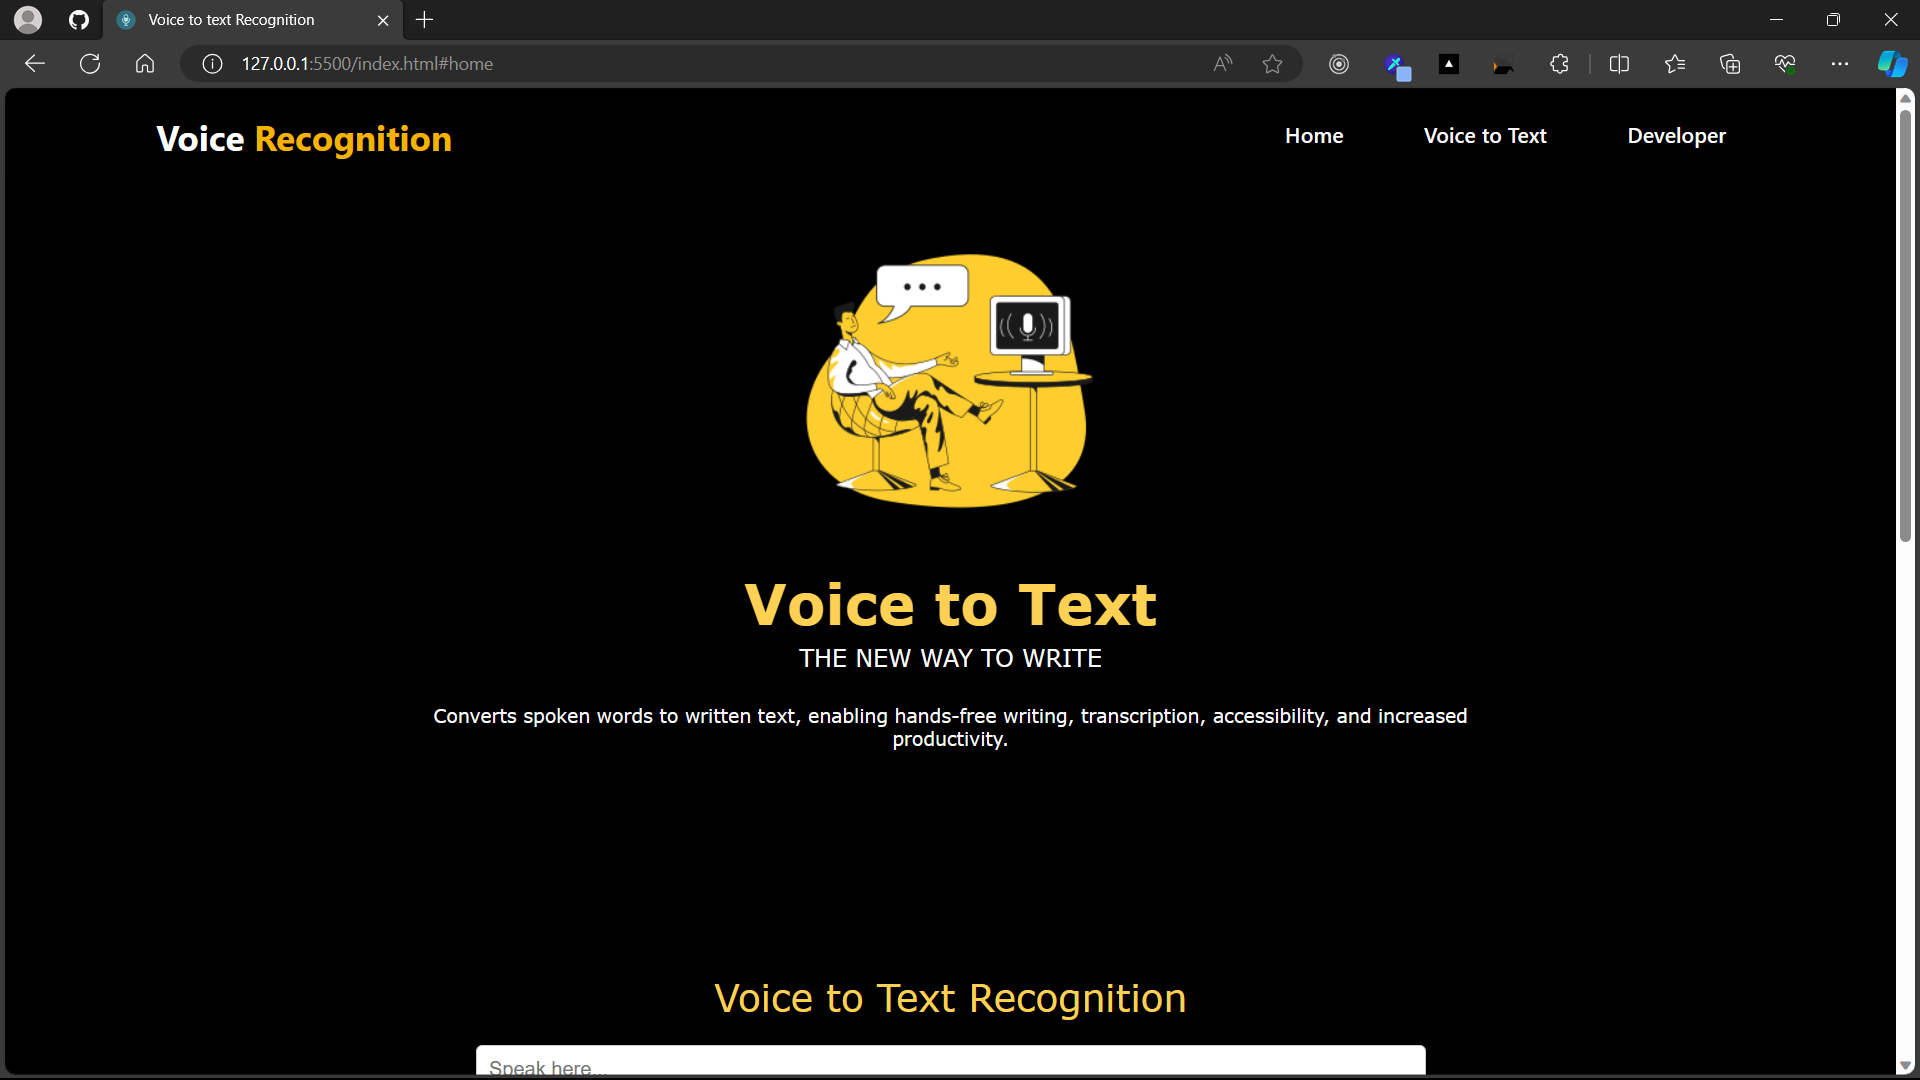 Voice to text Recognition
127.0.0.1:5500/index.html#home
Voice Recognition
Home
Voice to Text
Developer
Voice to Text
THE NEW WAY TO WRITE
Converts spoken words to written text, enabling hands-free writing, transcription, accessibility, and increased
productivity.
Voice to Text Recognition
Speak here...